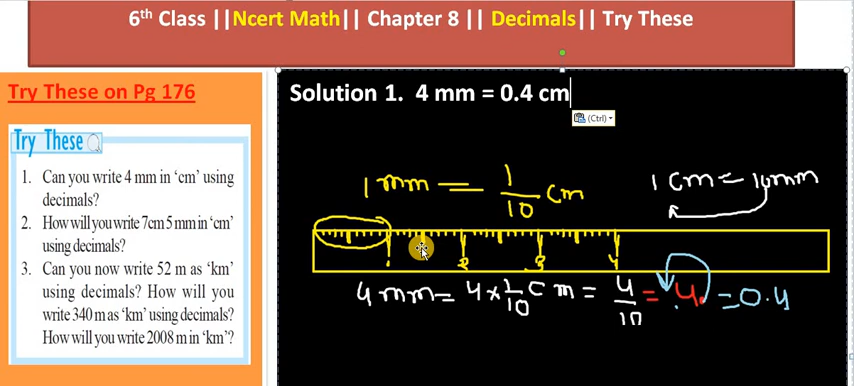 6th Class ||Ncert Math|| Chapter 8 || Decimals|| Try These
Try These on Pg 176
Try These
1. Can you write 4 mm in ‘cm’ using
decimals?
2. How will you write 7cm 5 mm in ‘cm’
using decimals?
3. Can you now write 52 m as ‘km’
using decimals? How will you
write 340 m as ‘km’ using decimals?
How will you write 2008 m in ‘km’?
Solution 1. 4 mm = 0.4 cm
(Ctrl)
1 mm = 1/10 cm
1 cm = 10mm
1 2 3 4
4 mm = 4 × 1/10 cm = 4/10 = .4. = 0.4